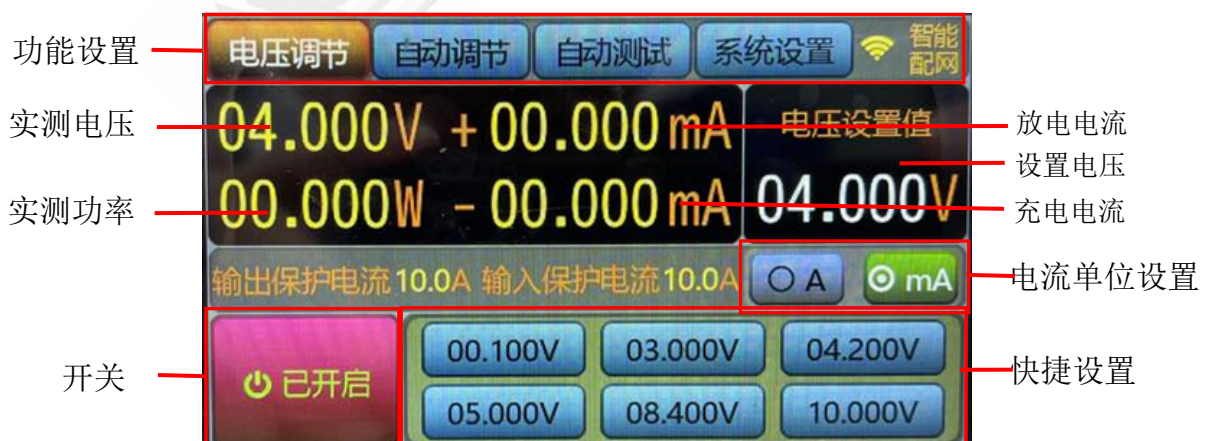 功能设置
电压调节 自动调节 自动测试 系统设置 智能
配网
实测电压
04.000V +00.000mA
电压设置值
放电电流
设置电压
实测功率
00.000W -00.000mA
04.000V
充电电流
输出保护电流10.0A 输入保护电流10.0A
A mA
电流单位设置
开关
已开启
00.100V 03.000V 04.200V
05.000V 08.400V 10.000V
快捷设置